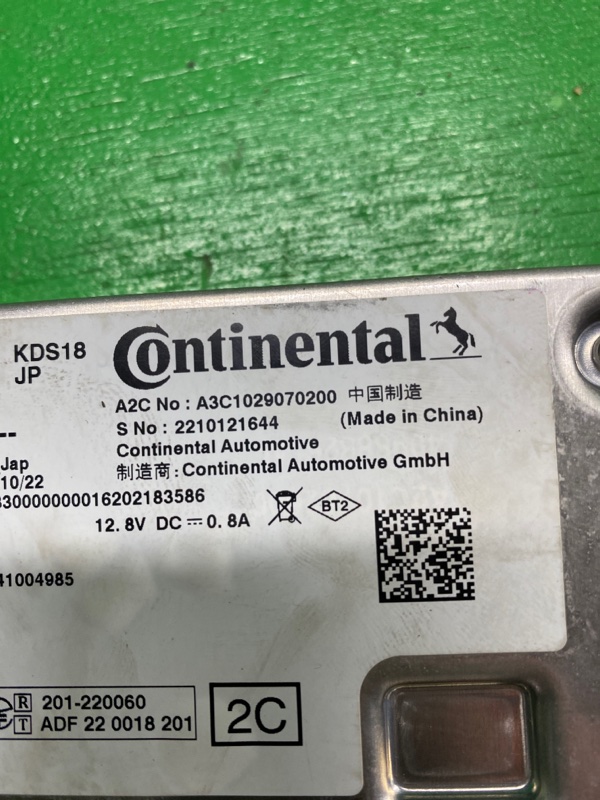 KDS18
JP
Continental
A2C No : A3C1029070200 中国制造
S No : 2210121644 (Made in China)
Continental Automotive
制造商: Continental Automotive GmbH
--
Jap
10/22
30000000016202183586
12.8V DC 0.8A
BT2
41004985
R 201-220060
T ADF 22 0018 201
2C